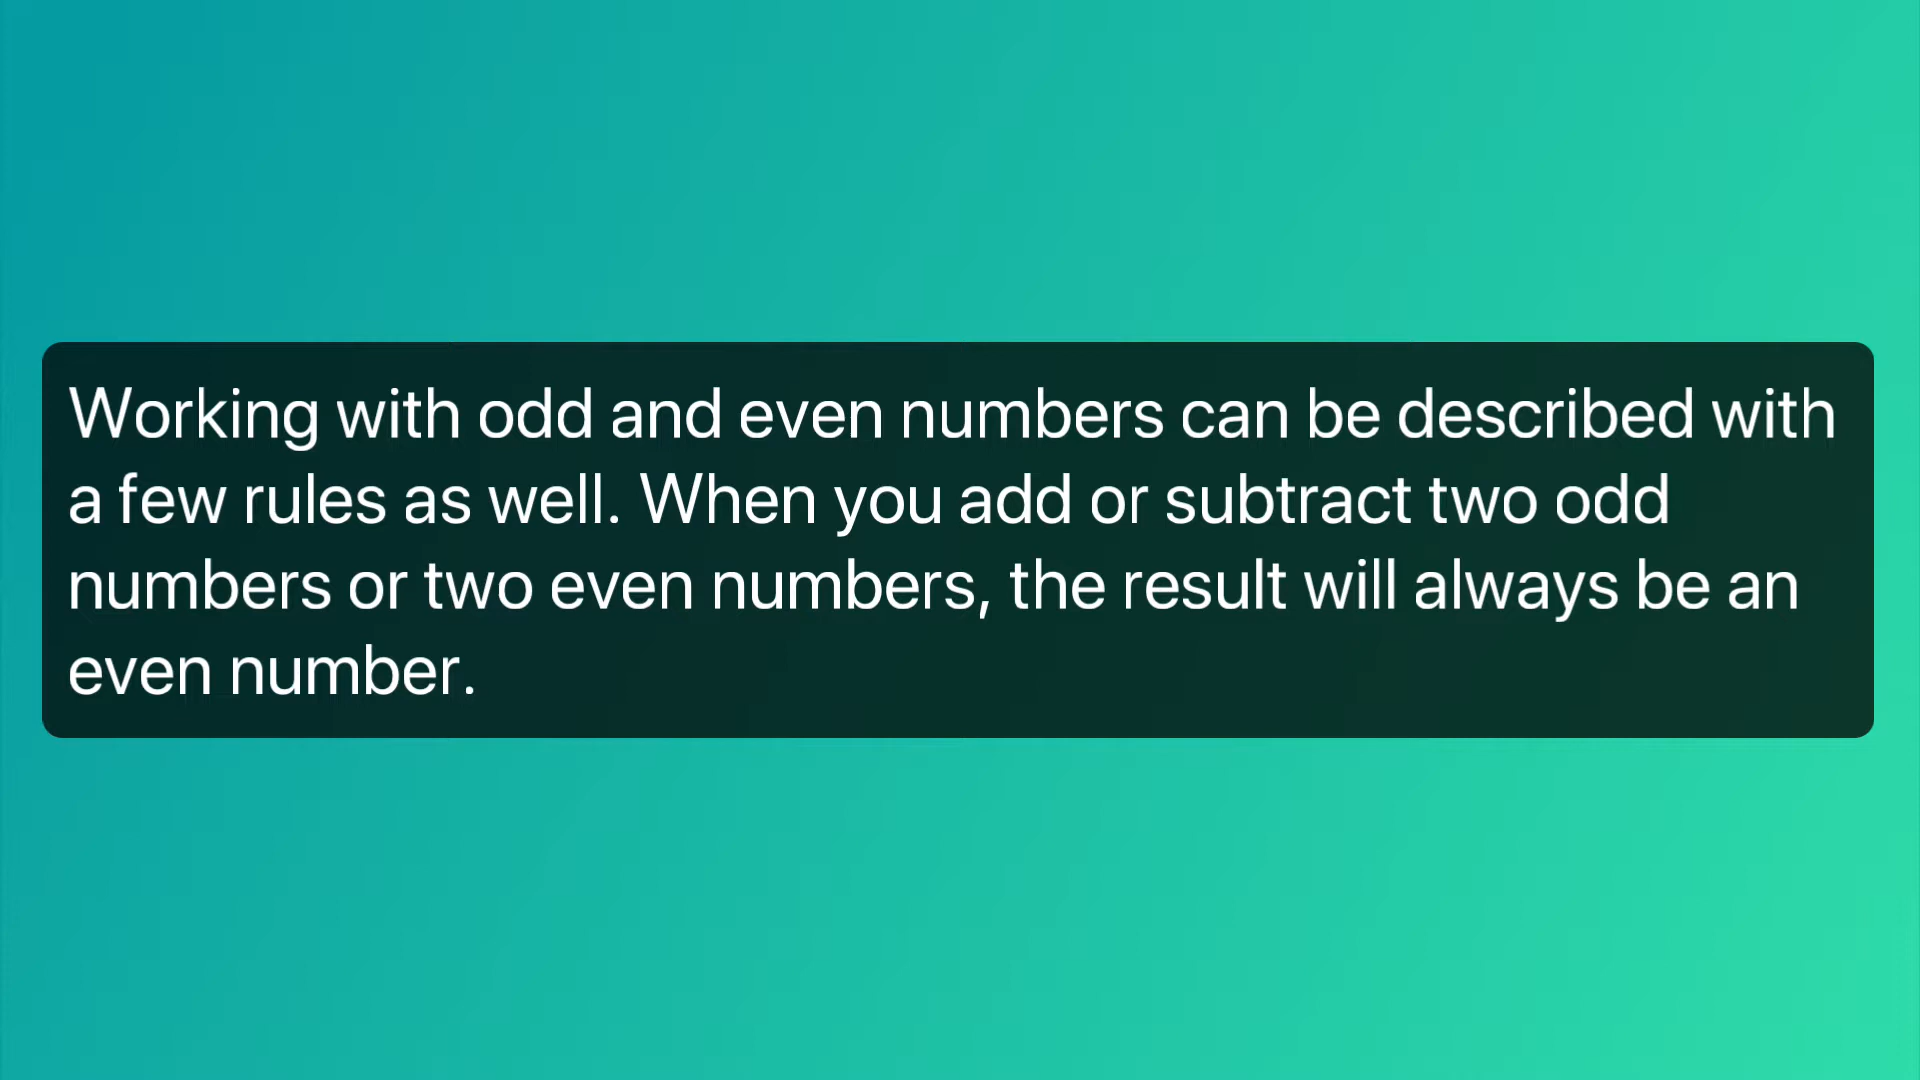 Working with odd and even numbers can be described with
a few rules as well. When you add or subtract two odd
numbers or two even numbers, the result will always be an
even number.